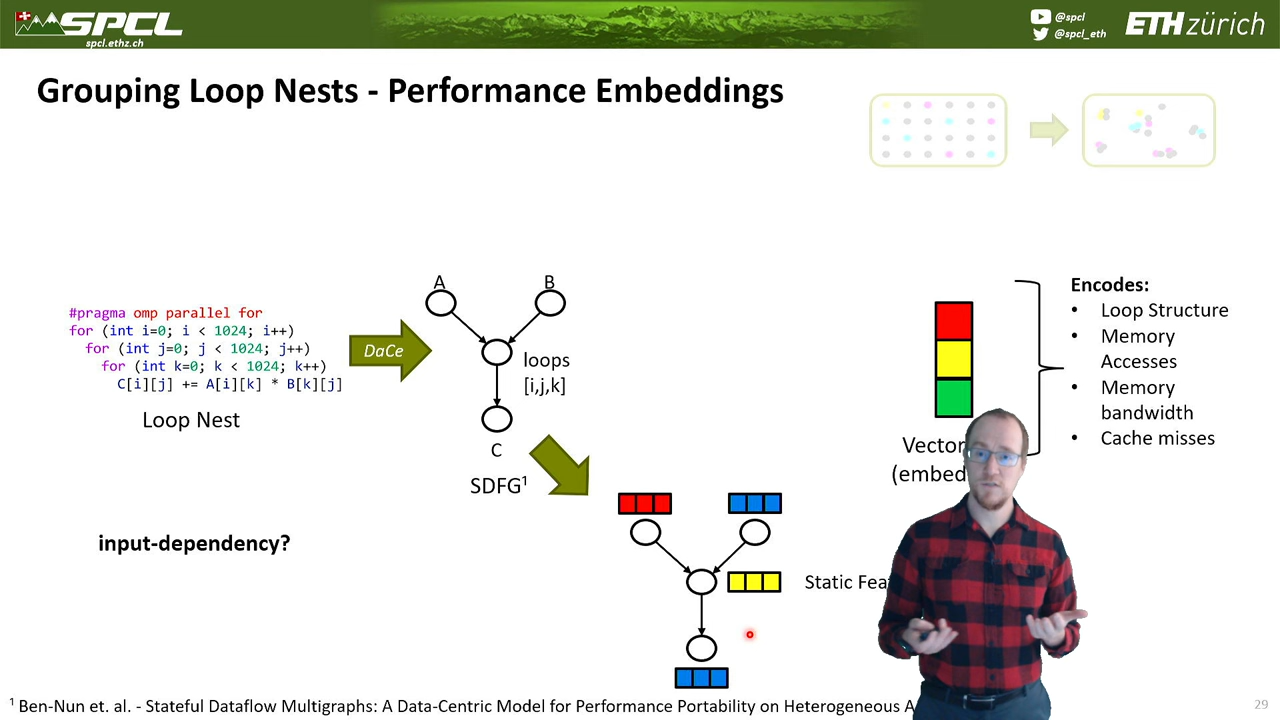 SPCL
spcl.ethz.ch
@spcl
@spcl_eth
ETH zürich
Grouping Loop Nests - Performance Embeddings
#pragma omp parallel for
for (int i=0; i < 1024; i++)
for (int j=0; j < 1024; j++)
for (int k=0; k < 1024; k++)
C[i][j] += A[i][k] * B[k][j]
Loop Nest
DaCe
A
B
loops
[i,j,k]
C
SDFG¹
input-dependency?
Static
Vector
(embed
Encodes:
• Loop Structure
• Memory
Accesses
• Memory
bandwidth
• Cache misses
¹ Ben-Nun et. al. - Stateful Dataflow Multigraphs: A Data-Centric Model for Performance Portability on Heterogeneous
29